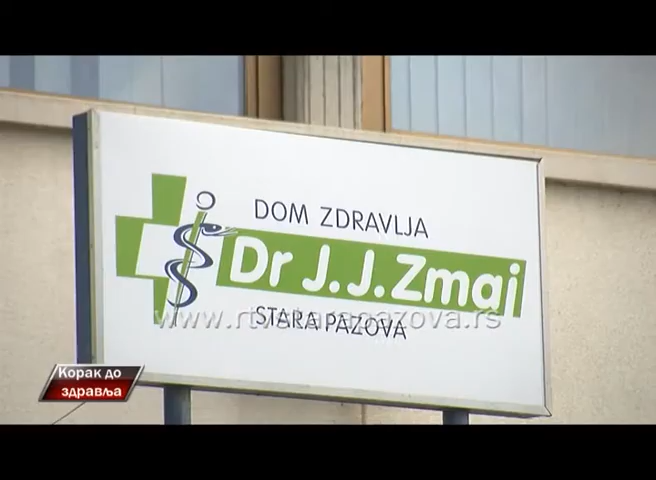 DOM ZDRAVLJA
Dr J.J.Zmaj
STARA PAZOVA
www.rtvstarapazova.rs
Корак до
здравља